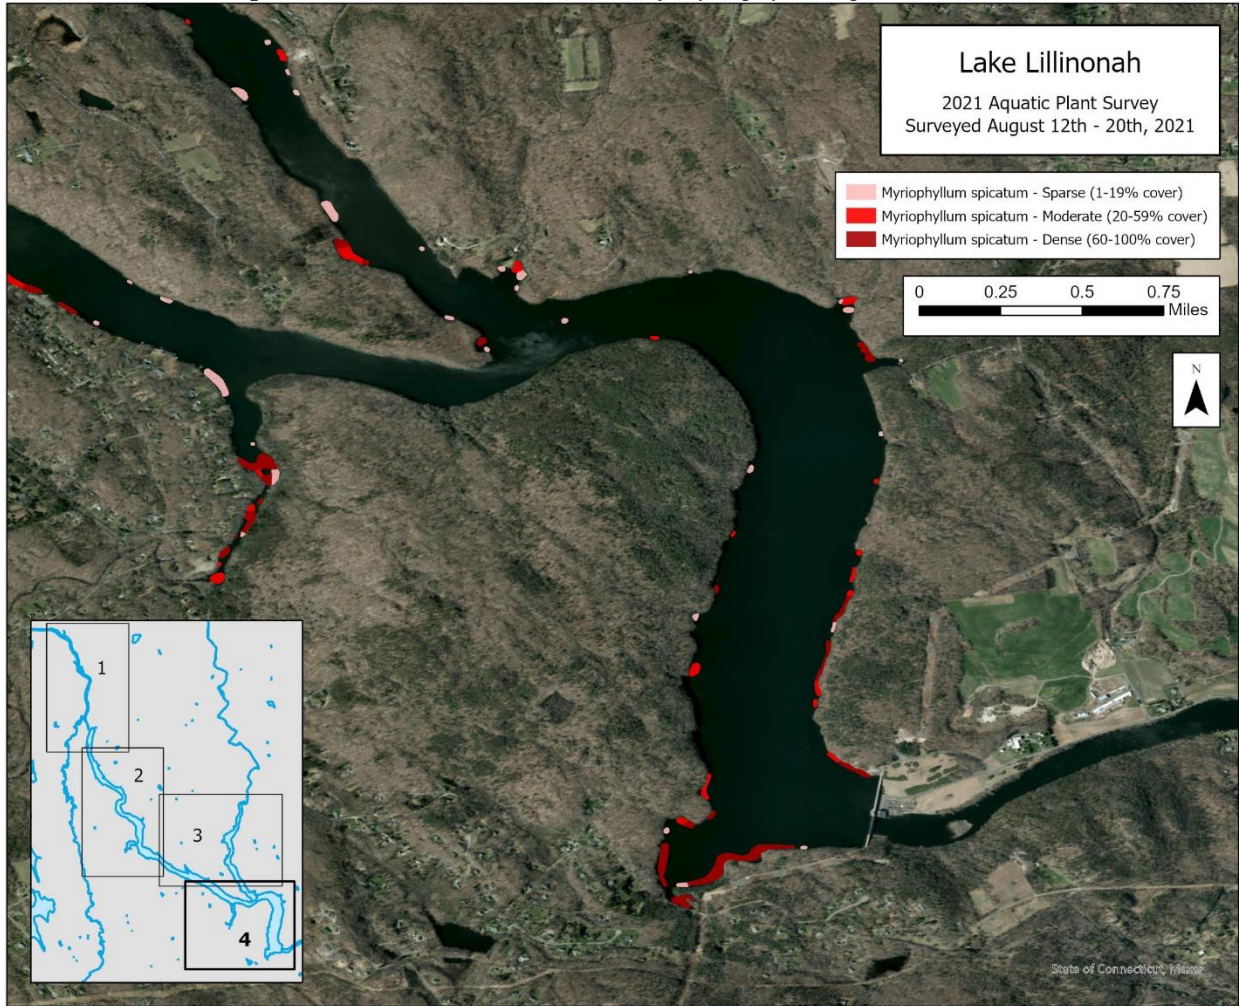 Lake Lillinonah
2021 Aquatic Plant Survey
Surveyed August 12th - 20th, 2021
Myriophyllum spicatum - Sparse (1-19% cover)
Myriophyllum spicatum - Moderate (20-59% cover)
Myriophyllum spicatum - Dense (60-100% cover)
0 0.25 0.5 0.75
Miles
N
1
2
3
4
State of Connecticut, Maxar